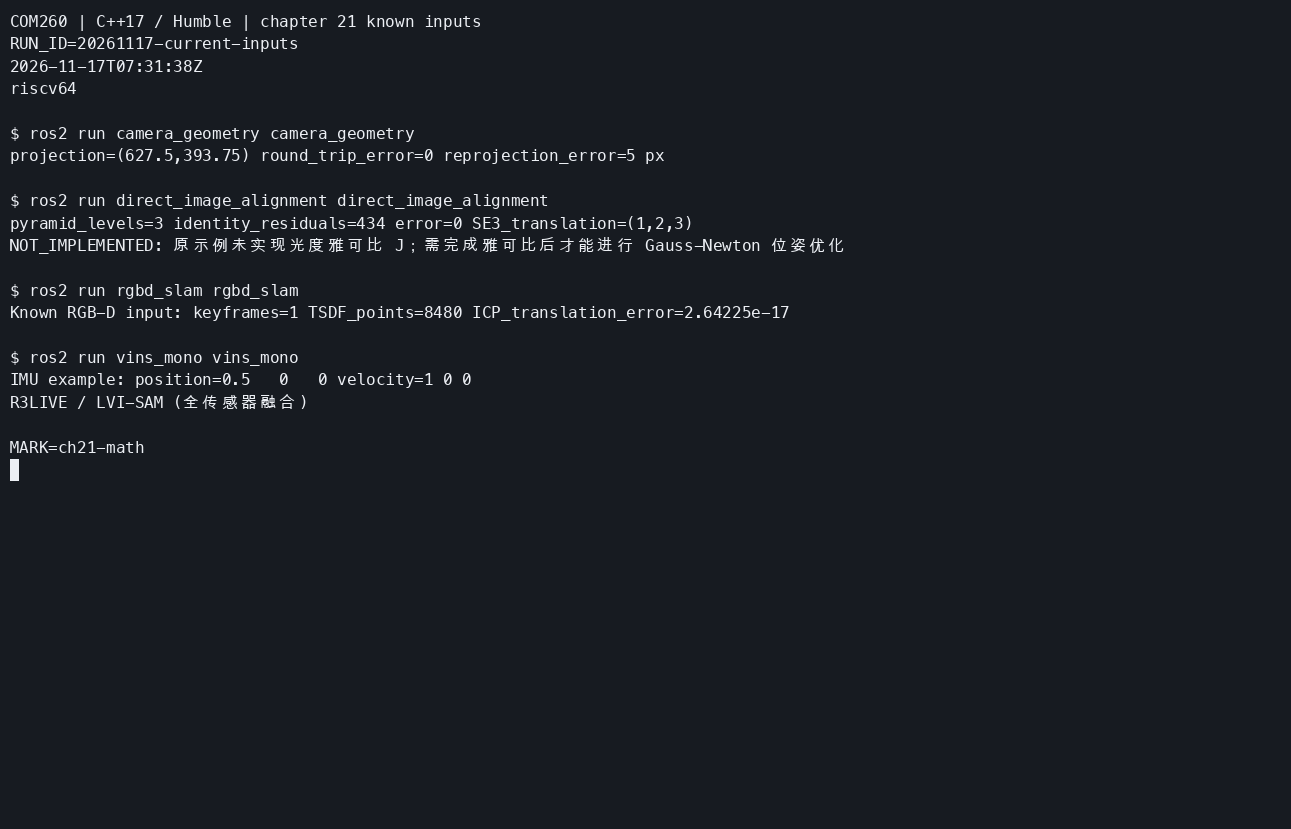 COM260 | C++17 / Humble | chapter 21 known inputs
RUN_ID=20261117-current-inputs
2026-11-17T07:31:38Z
riscv64
$ ros2 run camera_geometry camera_geometry
projection=(627.5,393.75) round_trip_error=0 reprojection_error=5 px
$ ros2 run direct_image_alignment direct_image_alignment
pyramid_levels=3 identity_residuals=434 error=0 SE3_translation=(1,2,3)
NOT_IMPLEMENTED: 原示例未实现光度雅可比 J；需完成雅可比后才能进行 Gauss-Newton 位姿优化
$ ros2 run rgbd_slam rgbd_slam
Known RGB-D input: keyframes=1 TSDF_points=8480 ICP_translation_error=2.64225e-17
$ ros2 run vins_mono vins_mono
IMU example: position=0.5   0   0 velocity=1 0 0
R3LIVE / LVI-SAM (全传感器融合)
MARK=ch21-math